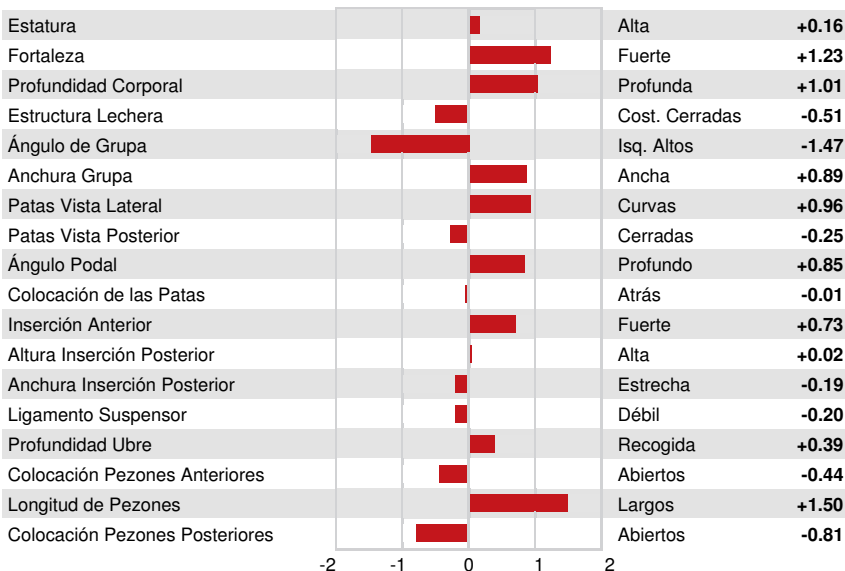 Estatura Alta +0.16
Fortaleza Fuerte +1.23
Profundidad Corporal Profunda +1.01
Estructura Lechera Cost. Cerradas -0.51
Ángulo de Grupa Isq. Altos -1.47
Anchura Grupa Ancha +0.89
Patas Vista Lateral Curvas +0.96
Patas Vista Posterior Cerradas -0.25
Ángulo Podal Profundo +0.85
Colocación de las Patas Atrás -0.01
Inserción Anterior Fuerte +0.73
Altura Inserción Posterior Alta +0.02
Anchura Inserción Posterior Estrecha -0.19
Ligamento Suspensor Débil -0.20
Profundidad Ubre Recogida +0.39
Colocación Pezones Anteriores Abiertos -0.44
Longitud de Pezones Largos +1.50
Colocación Pezones Posteriores Abiertos -0.81
-2 -1 0 1 2